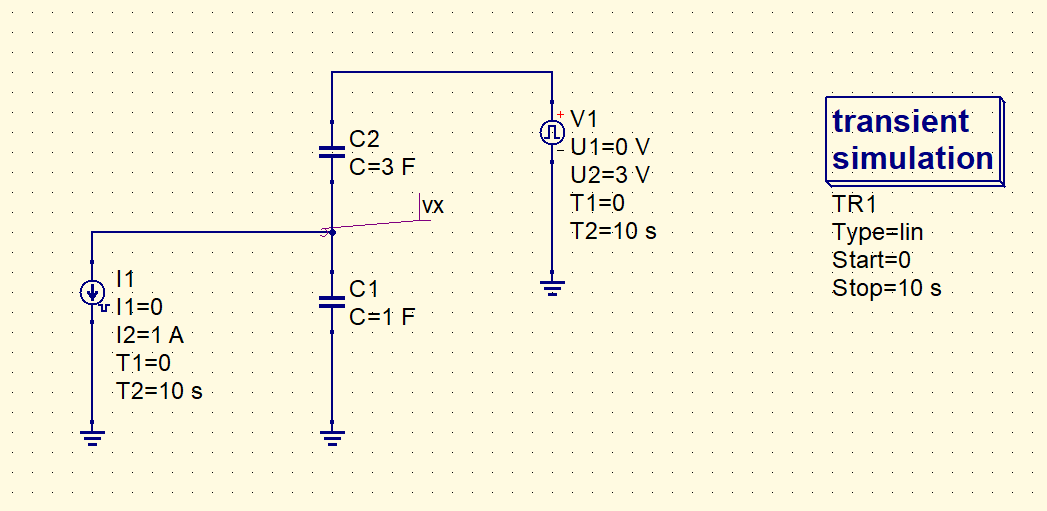 C2
C=3 F
vx
I1
I1=0
I2=1 A
T1=0
T2=10 s
C1
C=1 F
+
V1
–
U1=0 V
U2=3 V
T1=0
T2=10 s
transient
simulation
TR1
Type=lin
Start=0
Stop=10 s